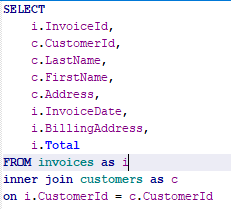 SELECT
i.InvoiceId,
c.CustomerId,
c.LastName,
c.FirstName,
c.Address,
i.InvoiceDate,
i.BillingAddress,
i.Total
FROM invoices as i
inner join customers as c
on i.CustomerId = c.CustomerId